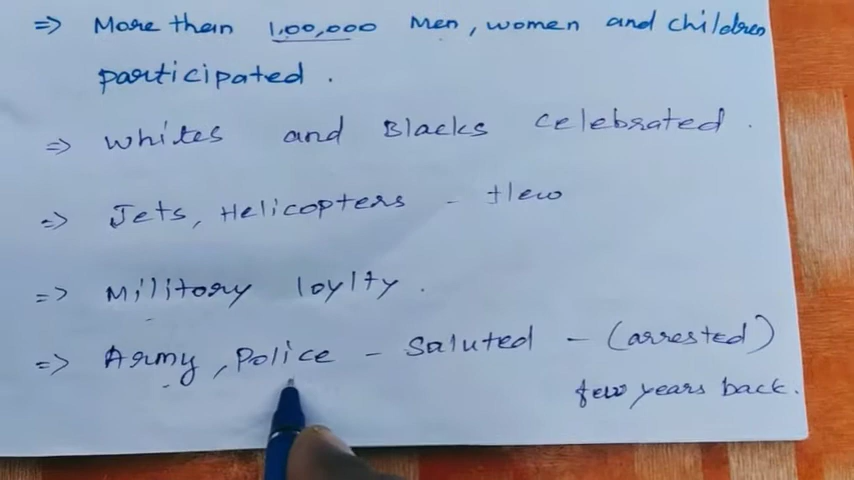 => More than 1,00,000 Men, women and children
participated.
=> Whites and Blacks celebrated.
=> Jets, Helicopters - flew
=> Militory loylty.
=> Army, Police - Saluted - (arrested)
few years back.